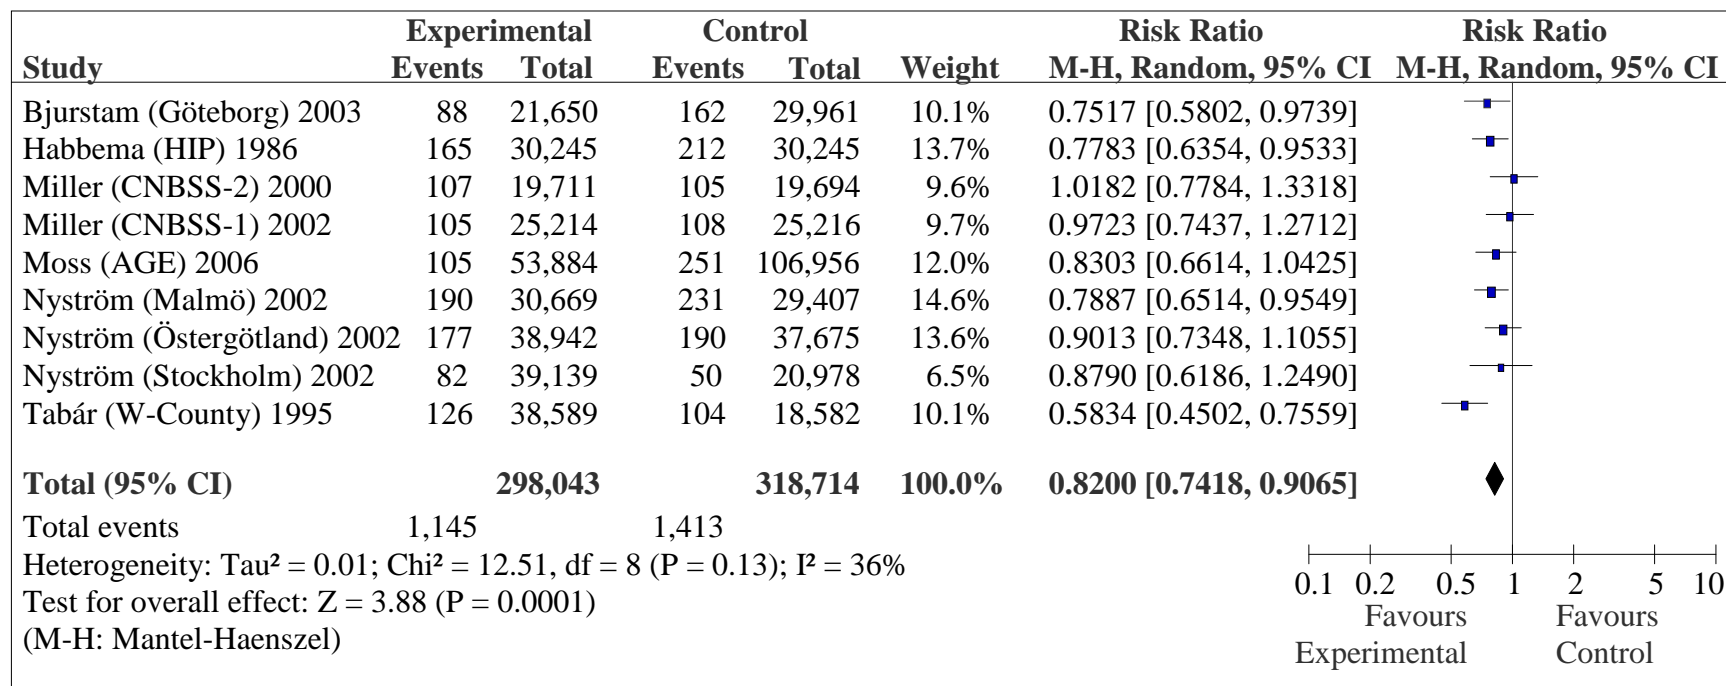 Experimental Control Risk Ratio Risk Ratio
Study Events Total Events Total Weight M-H, Random, 95% CI M-H, Random, 95% CI
Bjurstam (Göteborg) 2003 88 21,650 162 29,961 10.1% 0.7517 [0.5802, 0.9739]
Habbema (HIP) 1986 165 30,245 212 30,245 13.7% 0.7783 [0.6354, 0.9533]
Miller (CNBSS-2) 2000 107 19,711 105 19,694 9.6% 1.0182 [0.7784, 1.3318]
Miller (CNBSS-1) 2002 105 25,214 108 25,216 9.7% 0.9723 [0.7437, 1.2712]
Moss (AGE) 2006 105 53,884 251 106,956 12.0% 0.8303 [0.6614, 1.0425]
Nyström (Malmö) 2002 190 30,669 231 29,407 14.6% 0.7887 [0.6514, 0.9549]
Nyström (Östergötland) 2002 177 38,942 190 37,675 13.6% 0.9013 [0.7348, 1.1055]
Nyström (Stockholm) 2002 82 39,139 50 20,978 6.5% 0.8790 [0.6186, 1.2490]
Tabár (W-County) 1995 126 38,589 104 18,582 10.1% 0.5834 [0.4502, 0.7559]
Total (95% CI) 298,043 318,714 100.0% 0.8200 [0.7418, 0.9065]
Total events 1,145 1,413
Heterogeneity: Tau² = 0.01; Chi² = 12.51, df = 8 (P = 0.13); I² = 36%
Test for overall effect: Z = 3.88 (P = 0.0001)
(M-H: Mantel-Haenszel)
0.1 0.2 0.5 1 2 5 10
Favours Favours
Experimental Control